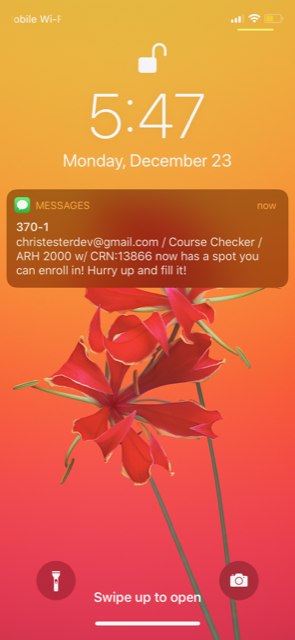 obile Wi-F
5:47
Monday, December 23
MESSAGES now
370-1
christesterdev@gmail.com / Course Checker /
ARH 2000 w/ CRN:13866 now has a spot you
can enroll in! Hurry up and fill it!
Swipe up to open